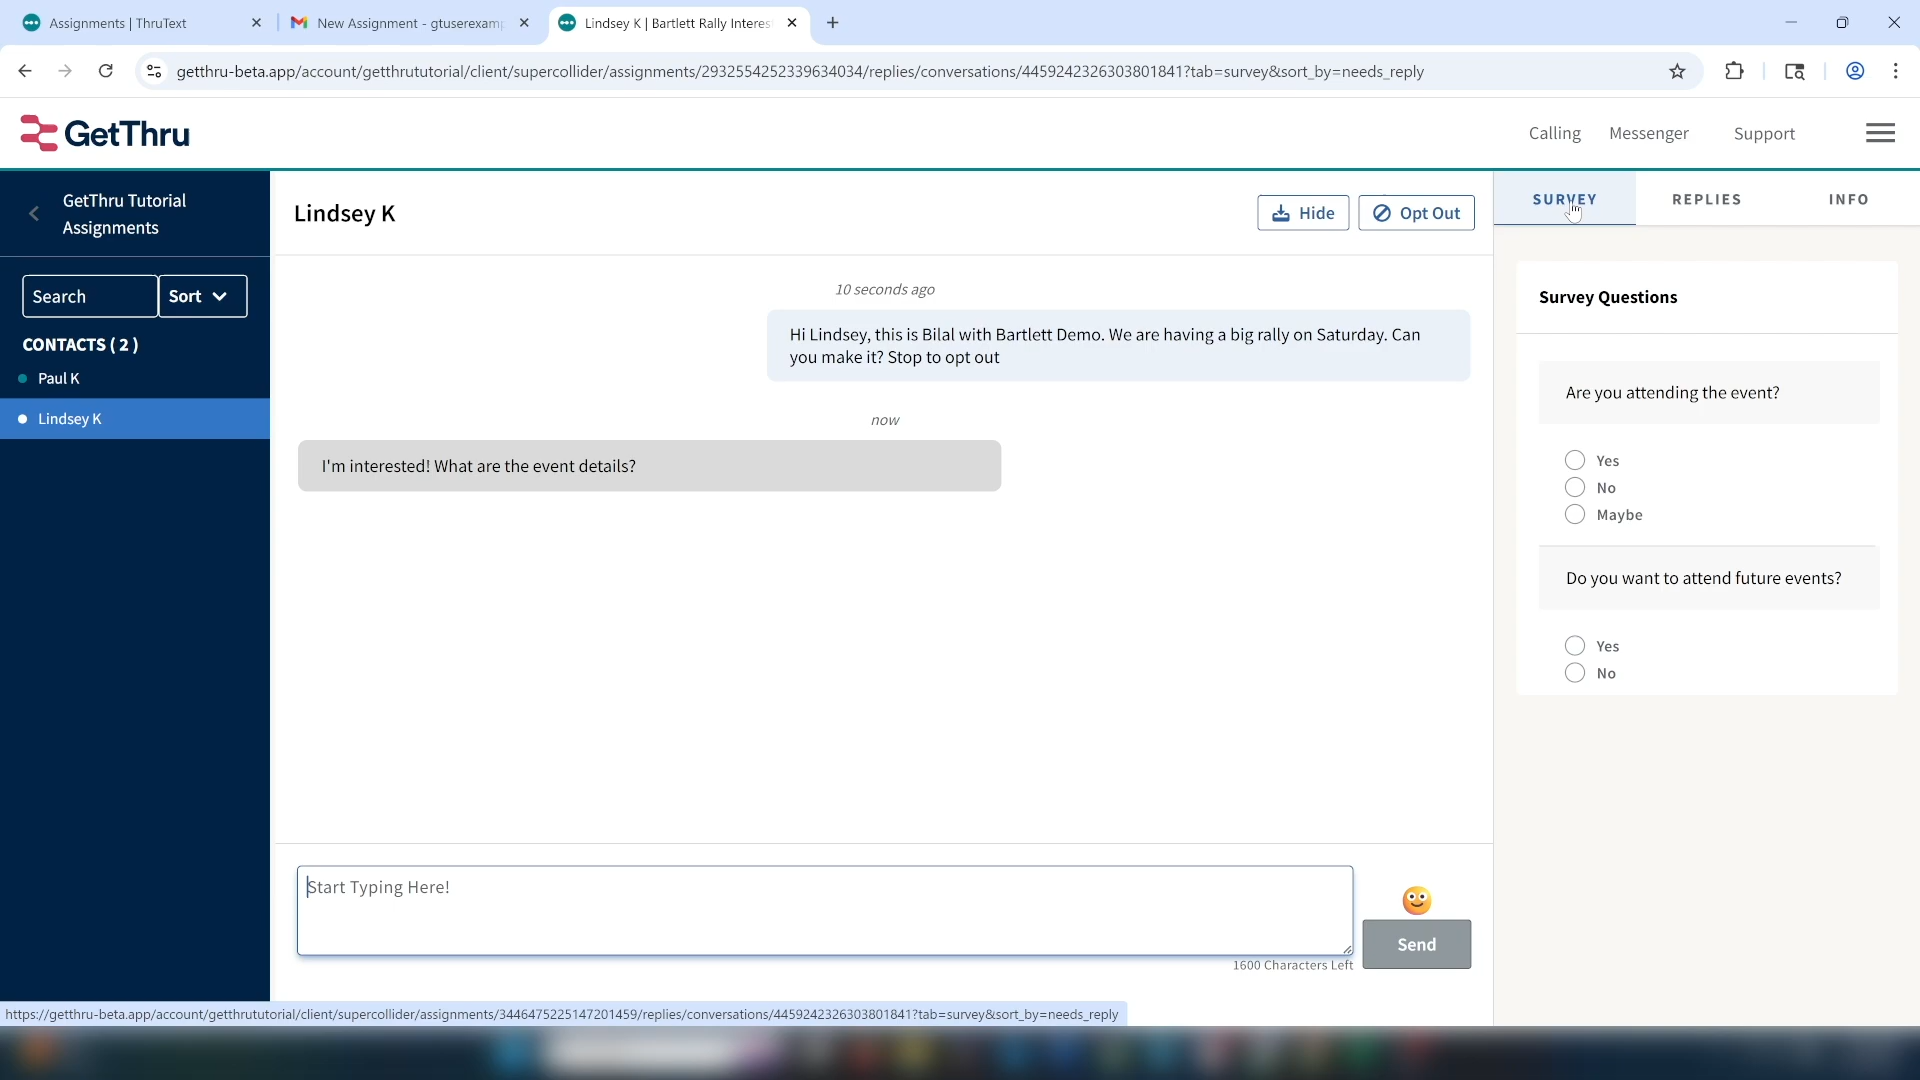 Assignments | ThruText
New Assignment - gtuserexamp
Lindsey K | Bartlett Rally Interes
getthru-beta.app/account/getthrututorial/client/supercollider/assignments/2932554252339634034/replies/conversations/4459242326303801841?tab=survey&sort_by=needs_reply
GetThru
Calling
Messenger
Support
GetThru Tutorial
Assignments
Search
Sort
CONTACTS ( 2 )
Paul K
Lindsey K
Lindsey K
Hide
Opt Out
10 seconds ago
Hi Lindsey, this is Bilal with Bartlett Demo. We are having a big rally on Saturday. Can
you make it? Stop to opt out
now
I'm interested! What are the event details?
Start Typing Here!
1600 Characters Left
Send
SURVEY
REPLIES
INFO
Survey Questions
Are you attending the event?
Yes
No
Maybe
Do you want to attend future events?
Yes
No
https://getthru-beta.app/account/getthrututorial/client/supercollider/assignments/3446475225147201459/replies/conversations/4459242326303801841?tab=survey&sort_by=needs_reply